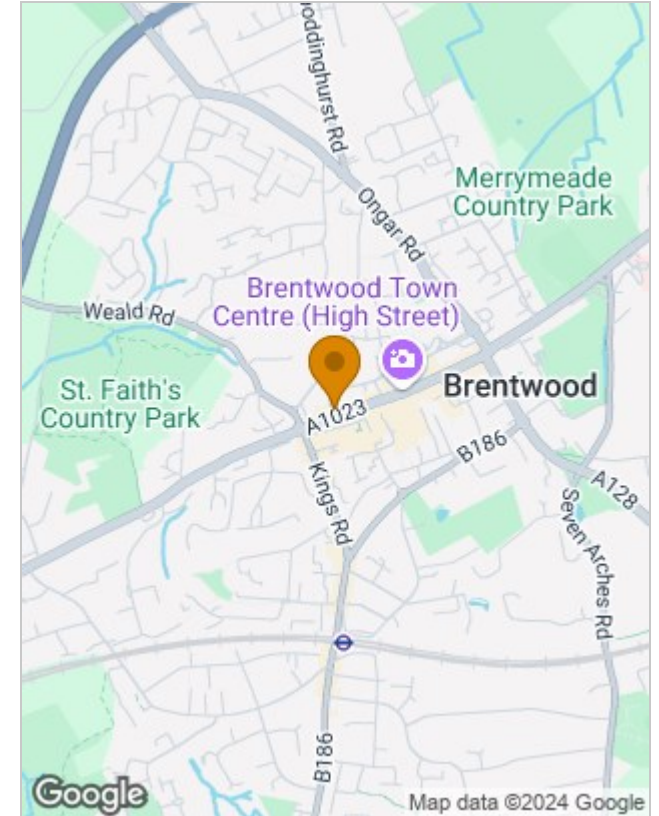 oddinghurst Rd
Merrymeade
Country Park
Ongar Rd
Brentwood Town
Centre (High Street)
Weald Rd
St. Faith's
Country Park
Brentwood
A1023
B186
Kings Rd
A128
Seven Arches Rd
B186
Google
Map data ©2024 Google